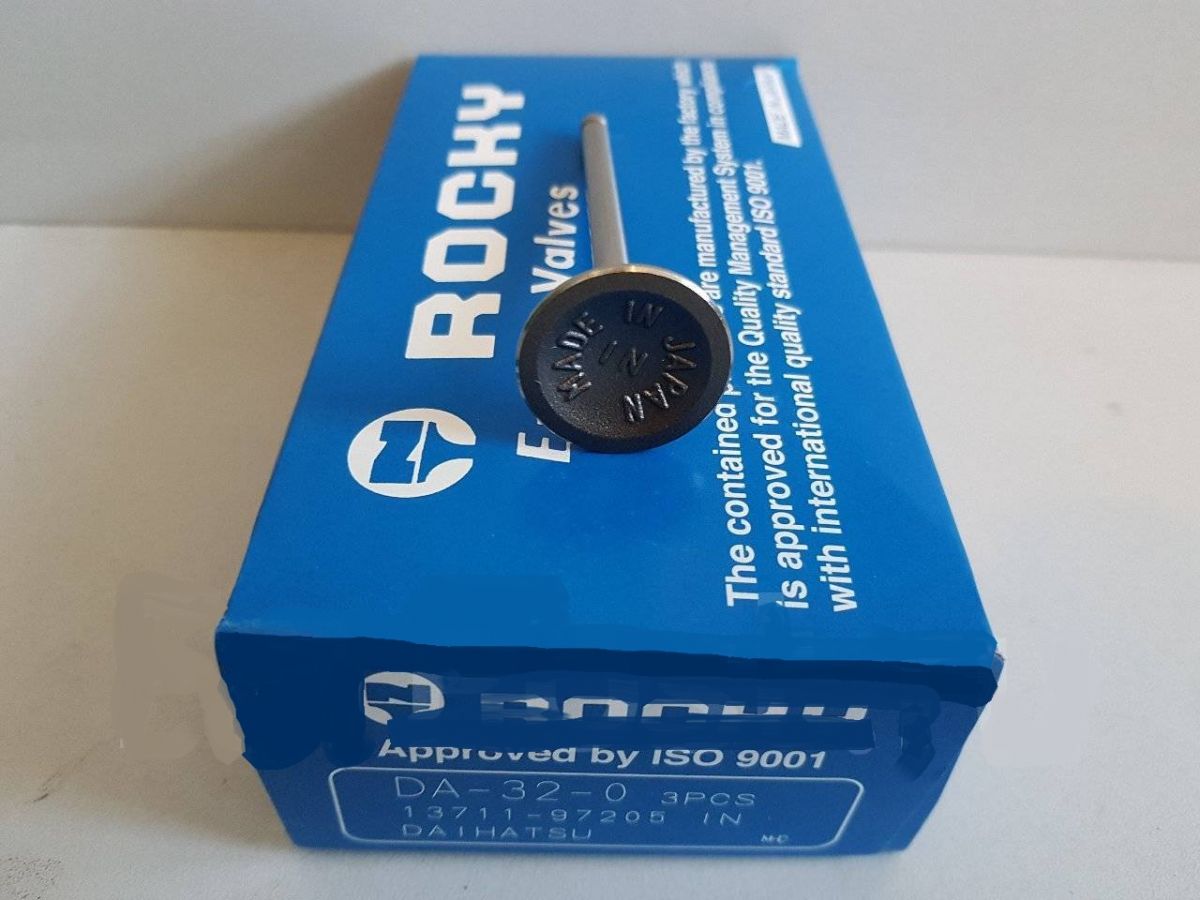 ROCKY
Valves
The contained are manufactured by the factory which
is approved for the Quality Management System in compliance
with international quality standard ISO 9001.
MADE IN JAPAN
IN
ROCKY
Approved by ISO 9001
DA-32-0 3PCS
13711-97205 IN
DAIHATSU